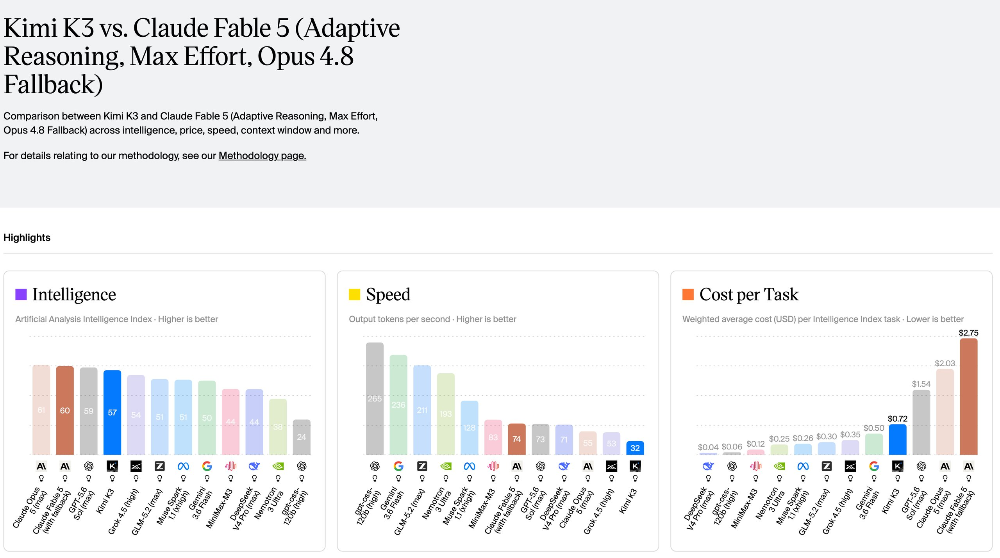 Kimi K3 vs. Claude Fable 5 (Adaptive
Reasoning, Max Effort, Opus 4.8
Fallback)
Comparison between Kimi K3 and Claude Fable 5 (Adaptive Reasoning, Max Effort,
Opus 4.8 Fallback) across intelligence, price, speed, context window and more.
For details relating to our methodology, see our Methodology page.
Highlights
Intelligence
Artificial Analysis Intelligence Index · Higher is better
61
60
59
57
54
51
51
50
44
44
38
24
Claude Opus
5 (max)
Claude Fable 5
(with fallback)
GPT-5.6
Sol (max)
Kimi K3
Grok 4.5 (high)
GLM-5.2 (max)
Muse Spark
1.1 (xhigh)
Gemini
3.6 Flash
MiniMax-M3
DeepSeek
V4 Pro (max)
Nemotron
3 Ultra
gpt-oss-
120b (high)
Speed
Output tokens per second · Higher is better
265
236
211
193
128
83
74
73
71
55
53
32
gpt-oss-
120b (high)
Gemini
3.6 Flash
GLM-5.2 (max)
Nemotron
3 Ultra
Muse Spark
1.1 (xhigh)
MiniMax-M3
Claude Fable 5
(with fallback)
GPT-5.6
Sol (max)
DeepSeek
V4 Pro (max)
Claude Opus
5 (max)
Grok 4.5 (high)
Kimi K3
Cost per Task
Weighted average cost (USD) per Intelligence Index task · Lower is better
$0.04
$0.06
$0.12
$0.25
$0.26
$0.30
$0.35
$0.50
$0.72
$1.54
$2.03
$2.75
DeepSeek
V4 Pro (max)
gpt-oss-
120b (high)
MiniMax-M3
Nemotron
3 Ultra
Muse Spark
1.1 (xhigh)
GLM-5.2 (max)
Grok 4.5 (high)
Gemini
3.6 Flash
Kimi K3
GPT-5.6
Sol (max)
Claude Opus
5 (max)
Claude Fable 5
(with fallback)